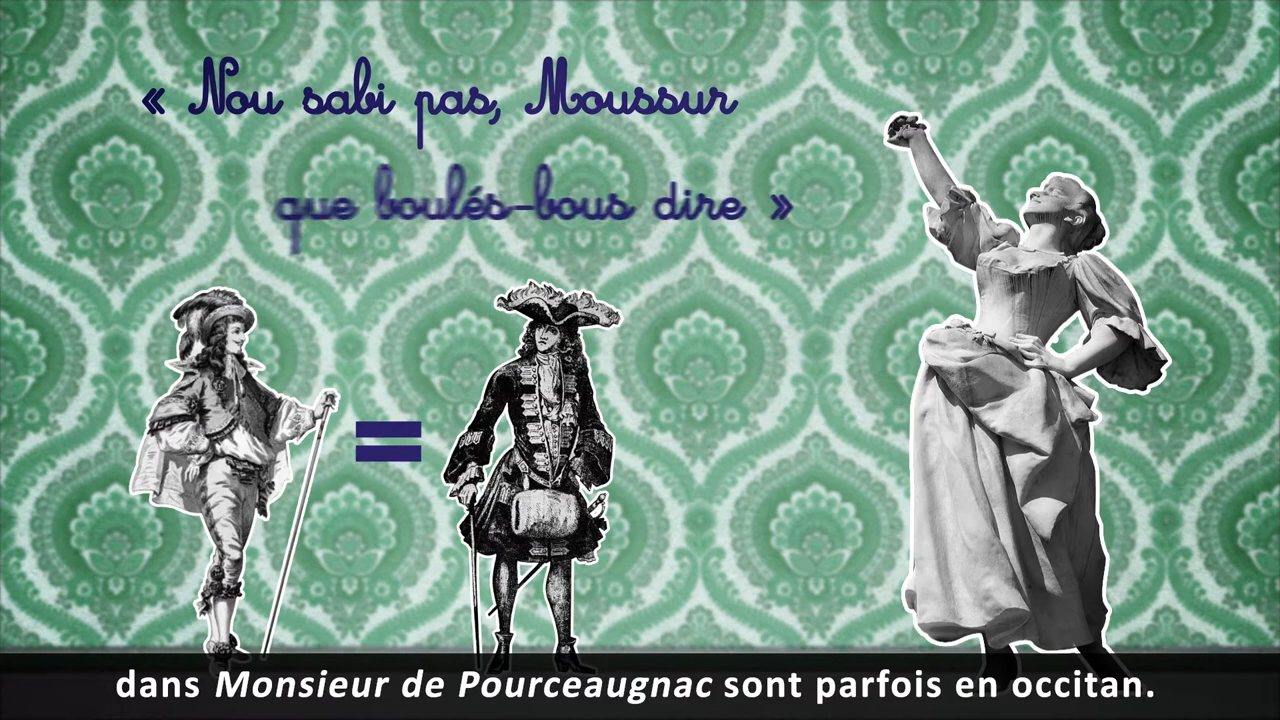 « Nou sabi pas, Moussur
que boulés-bous dire »
=
dans Monsieur de Pourceaugnac sont parfois en occitan.